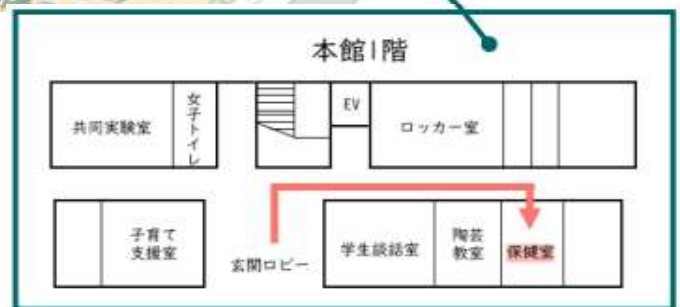 本館1階
共同実験室
女子トイレ
EV
ロッカー室
子育て
支援室
玄関ロビー
学生談話室
陶芸
教室
保健室